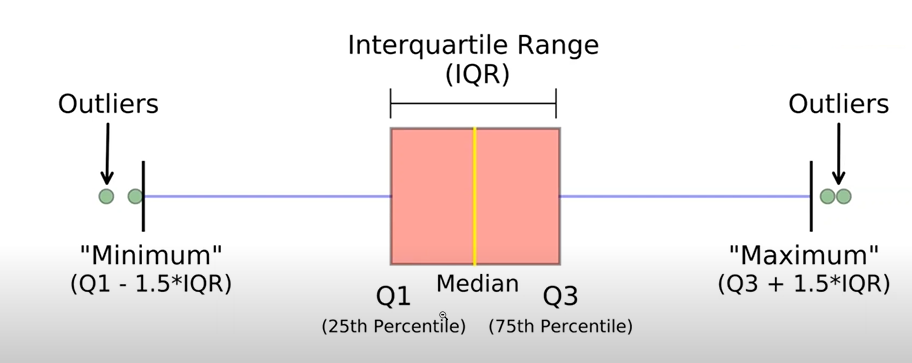 Interquartile Range
(IQR)
Outliers
Outliers
"Minimum"
(Q1 - 1.5*IQR)
"Maximum"
(Q3 + 1.5*IQR)
Median
Q1
Q3
(25th Percentile)
(75th Percentile)